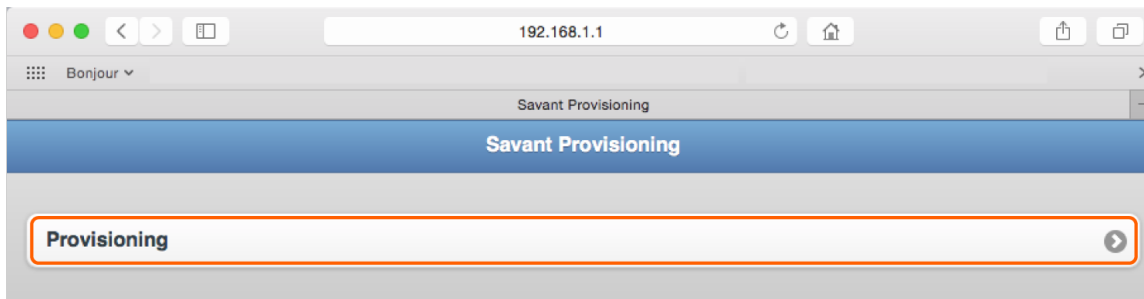 192.168.1.1
Bonjour
Savant Provisioning
Savant Provisioning
Provisioning